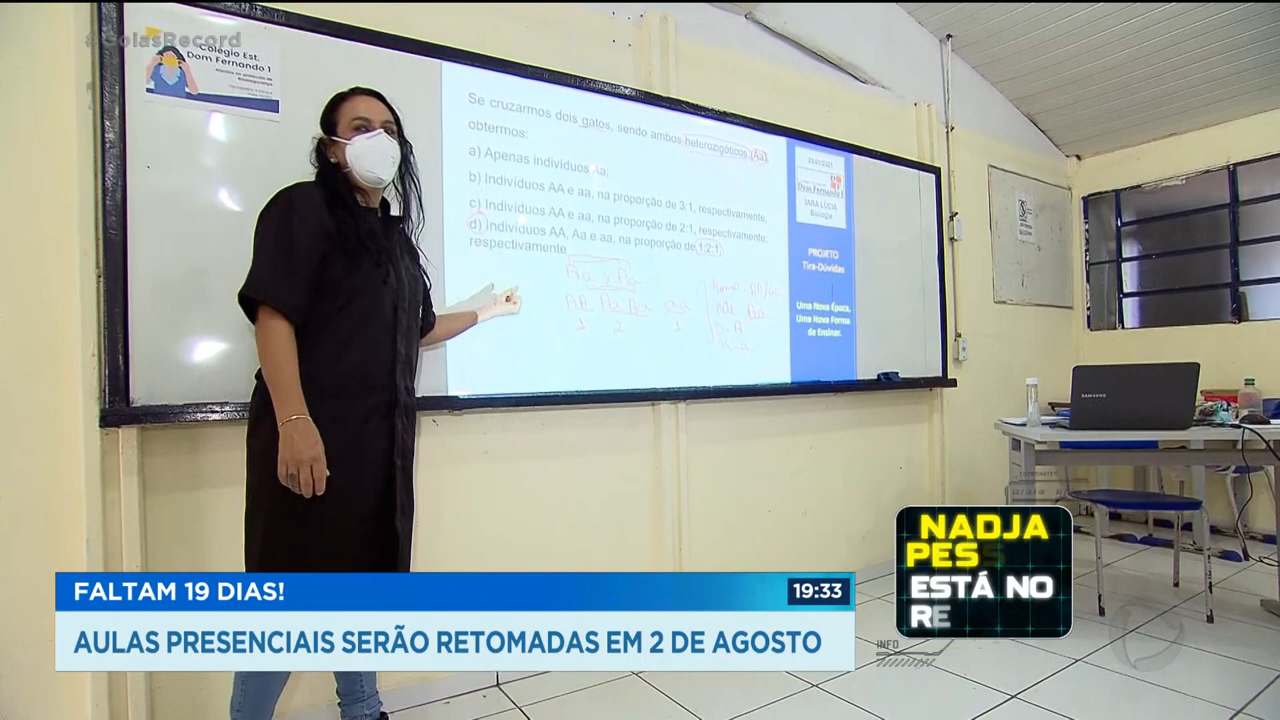 #GoiásRecord
Colégio Est.
Dom Fernando 1
Se cruzarmos dois gatos, sendo ambos heterozigóticos (Aa),
obtermos:
a) Apenas indivíduos Aa;
b) Indivíduos AA e aa, na proporção de 3:1, respectivamente,
c) Indivíduos AA e aa, na proporção de 2:1, respectivamente.
d) Indivíduos AA, Aa e aa, na proporção de 1:2:1,
respectivamente
Aa x Aa
AA Aa Aa aa
1 2 1
Dom Fernando 1
IARA LÚCIA
Biologia
PROJETO
Tira-Dúvidas
Uma Nova Época,
Uma Nova Forma
de Ensinar.
SAMSUNG
NADJA
PES
ESTÁ NO
RE
INFO
FALTAM 19 DIAS!
19:33
AULAS PRESENCIAIS SERÃO RETOMADAS EM 2 DE AGOSTO